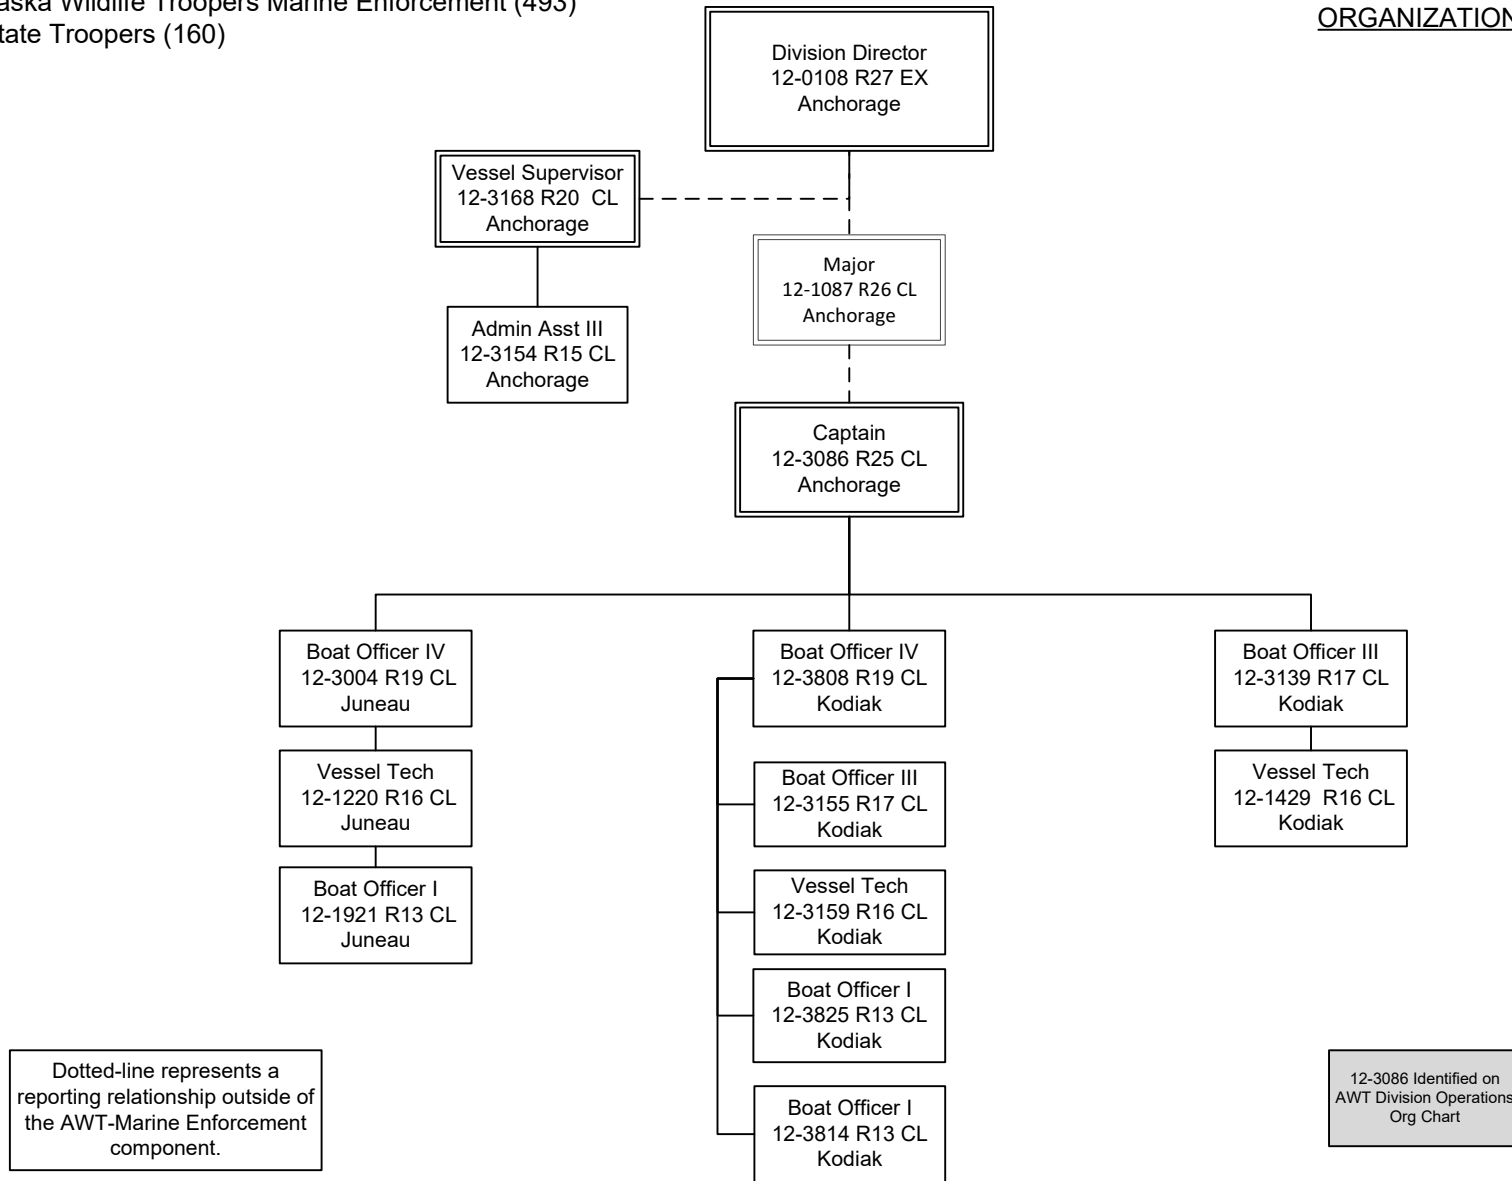 aska Wildlife Troopers Marine Enforcement (493)
tate Troopers (160)
ORGANIZATION
Division Director
12-0108 R27 EX
Anchorage
Vessel Supervisor
12-3168 R20  CL
Anchorage
Major
12-1087 R26 CL
Anchorage
Admin Asst III
12-3154 R15 CL
Anchorage
Captain
12-3086 R25 CL
Anchorage
Boat Officer IV
12-3004 R19 CL
Juneau
Vessel Tech
12-1220 R16 CL
Juneau
Boat Officer I
12-1921 R13 CL
Juneau
Boat Officer IV
12-3808 R19 CL
Kodiak
Boat Officer III
12-3155 R17 CL
Kodiak
Vessel Tech
12-3159 R16 CL
Kodiak
Boat Officer I
12-3825 R13 CL
Kodiak
Boat Officer I
12-3814 R13 CL
Kodiak
Boat Officer III
12-3139 R17 CL
Kodiak
Vessel Tech
12-1429  R16 CL
Kodiak
Dotted-line represents a
reporting relationship outside of
the AWT-Marine Enforcement
component.
12-3086 Identified on
AWT Division Operations
Org Chart